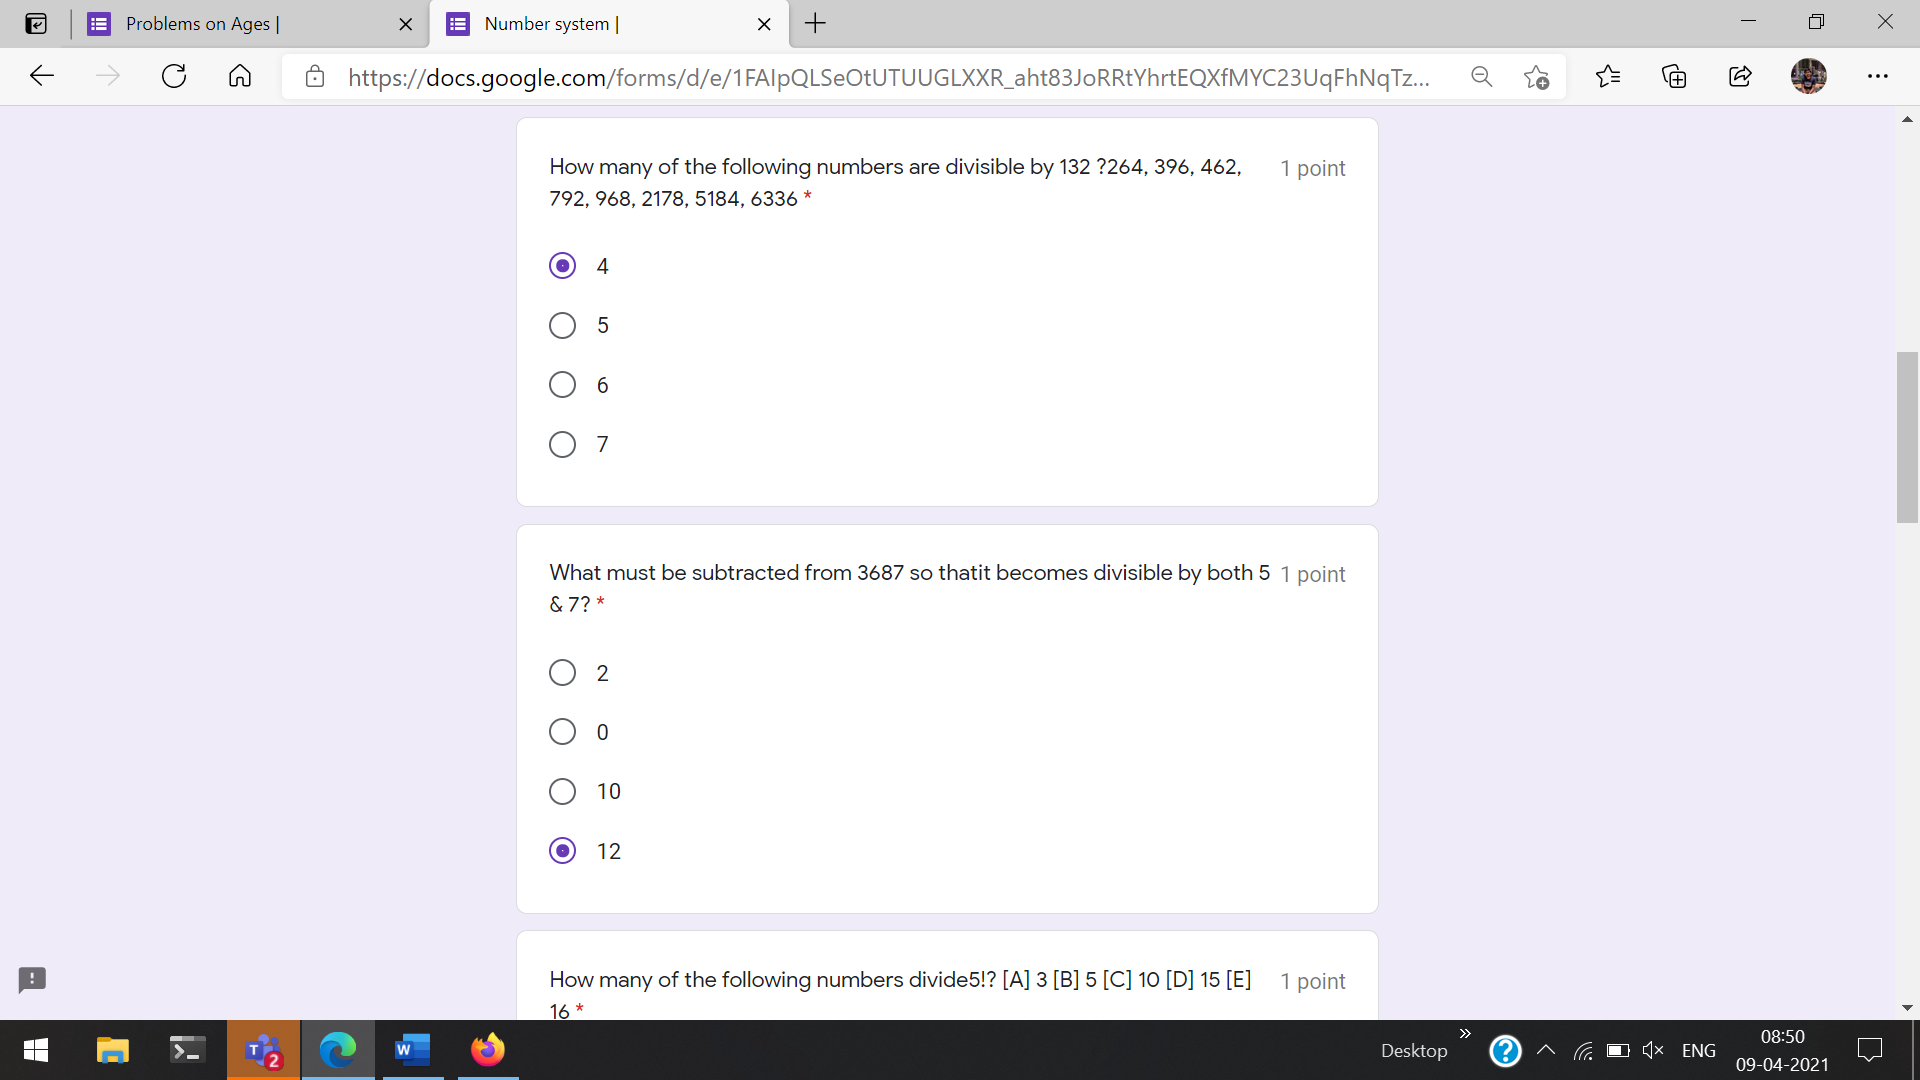 Problems on Ages |
Number system |
https://docs.google.com/forms/d/e/1FAIpQLSeOtUTUUGLXXR_aht83JoRRtYhrtEQXfMYC23UqFhNqTz...
How many of the following numbers are divisible by 132 ?264, 396, 462,
792, 968, 2178, 5184, 6336 *
1 point
4
5
6
7
What must be subtracted from 3687 so thatit becomes divisible by both 5
& 7? *
1 point
2
0
10
12
How many of the following numbers divide5!? [A] 3 [B] 5 [C] 10 [D] 15 [E]
16 *
1 point
T 2
W
Desktop
ENG
08:50
09-04-2021